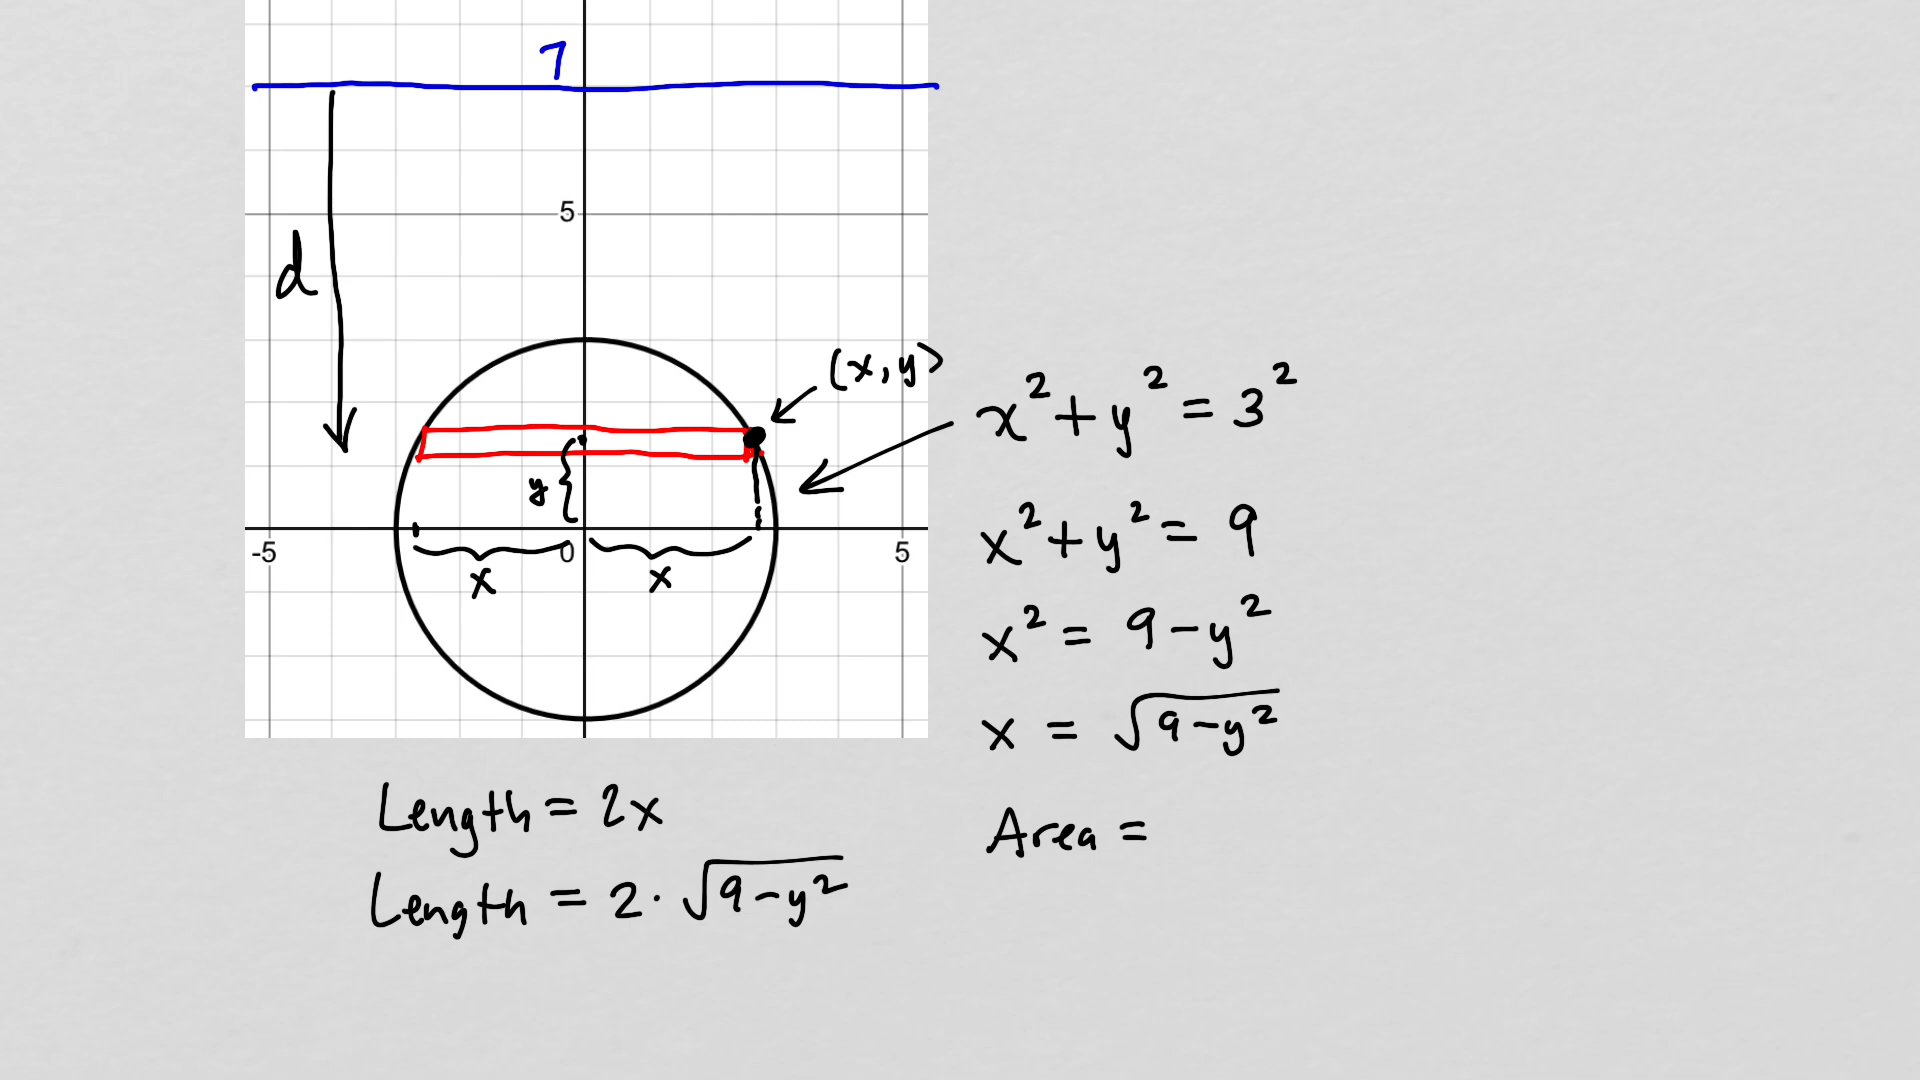 7
5
d
(x,y)
x² + y² = 3²
y
-5
0
5
x
x
x² + y² = 9
x² = 9 - y²
x = √(9-y²)
Length = 2x
Area =
Length = 2 · √(9-y²)